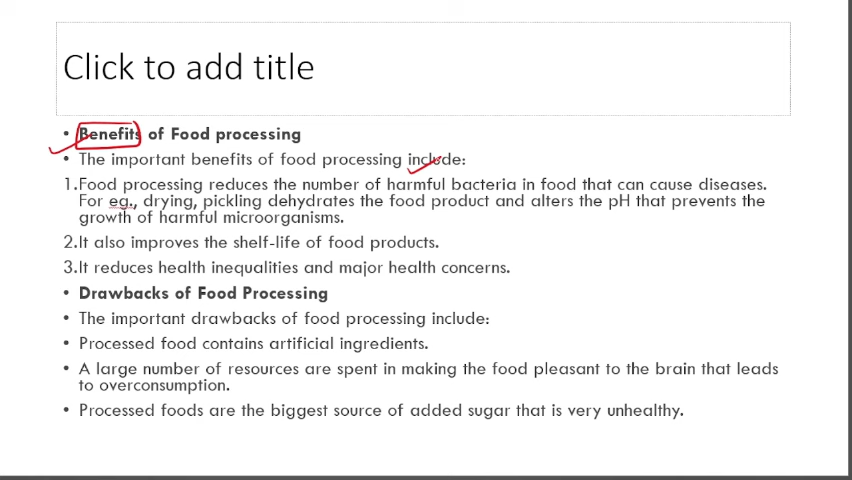 Click to add title
• Benefits of Food processing
• The important benefits of food processing include:
1.Food processing reduces the number of harmful bacteria in food that can cause diseases.
For eg., drying, pickling dehydrates the food product and alters the pH that prevents the
growth of harmful microorganisms.
2.It also improves the shelf-life of food products.
3.It reduces health inequalities and major health concerns.
• Drawbacks of Food Processing
• The important drawbacks of food processing include:
• Processed food contains artificial ingredients.
• A large number of resources are spent in making the food pleasant to the brain that leads
to overconsumption.
• Processed foods are the biggest source of added sugar that is very unhealthy.